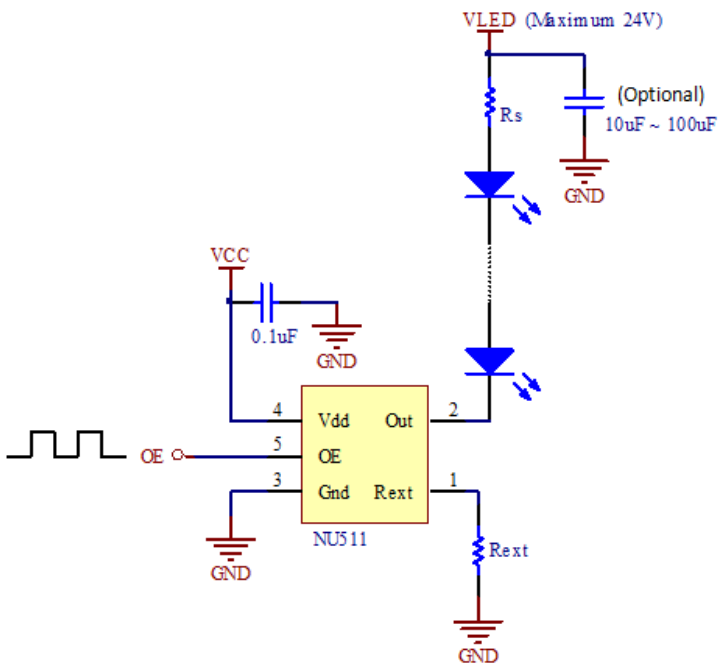 VLED (Maximum 24V)
Rs
(Optional)
10uF ~ 100uF
GND
VCC
0.1uF
GND
4 Vdd Out 2
OE 5 OE
3 Gnd Rext 1
NU511
Rext
GND
GND